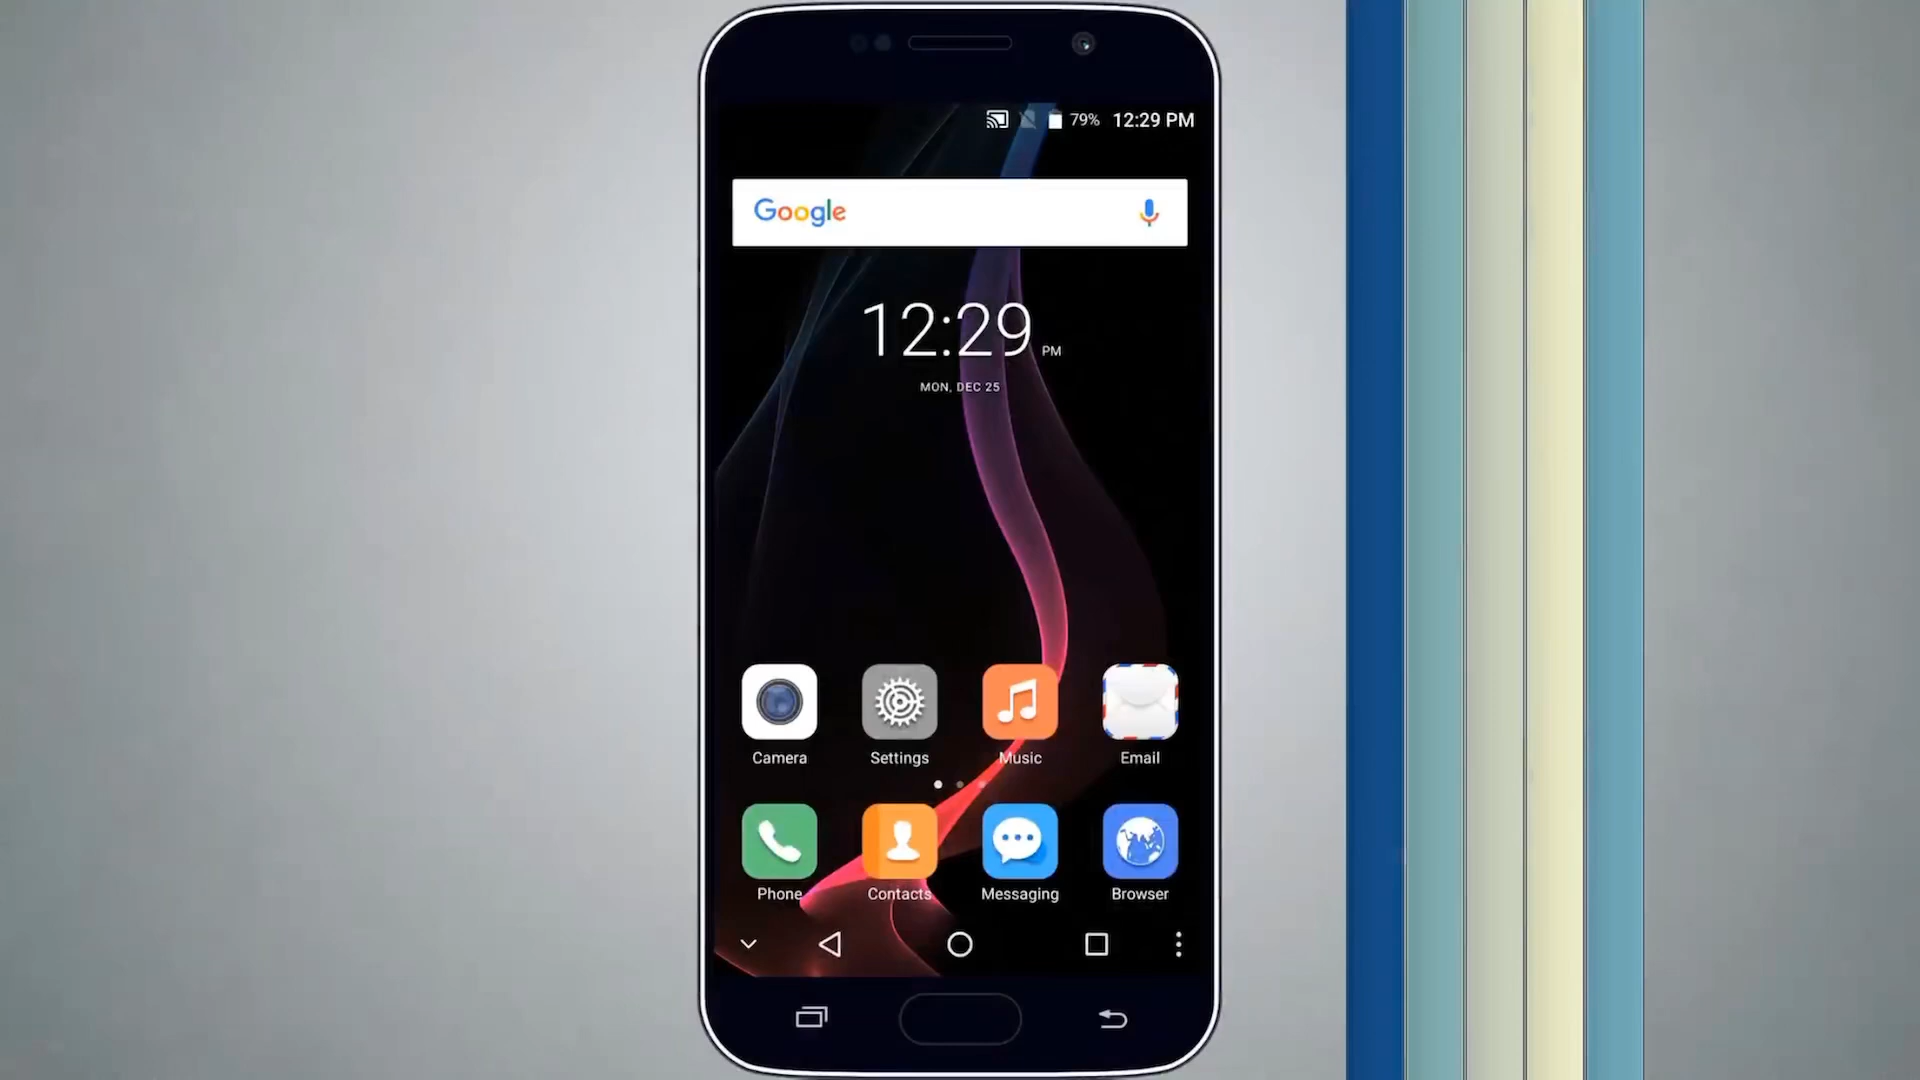 79% 12:29 PM
Google
12:29 PM
MON, DEC 25
Camera Settings Music Email
Phone Contacts Messaging Browser